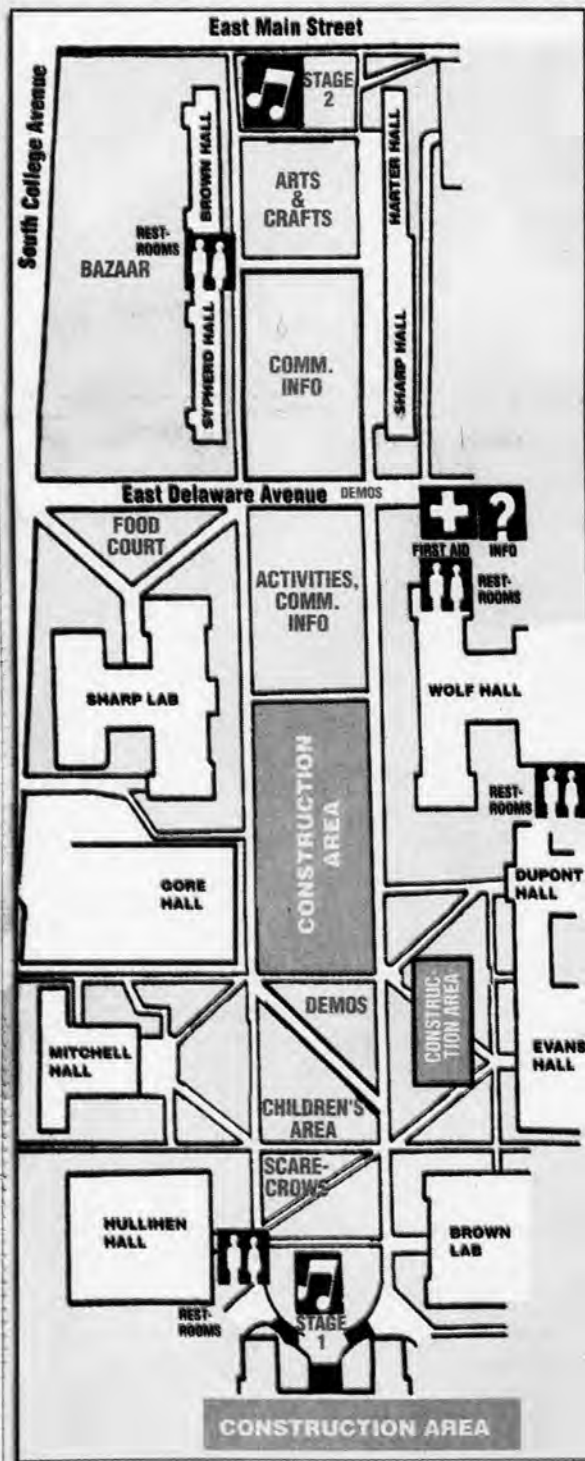 East Main Street
South College Avenue
STAGE
2
BROWN HALL
HARTER HALL
ARTS
&
CRAFTS
REST-
ROOMS
BAZAAR
SYPHERD HALL
COMM.
INFO
SHARP HALL
East Delaware Avenue
DEMOS
FOOD
COURT
?
FIRST AID
INFO
ACTIVITIES,
COMM.
INFO
REST-
ROOMS
SHARP LAB
WOLF HALL
CONSTRUCTION
AREA
REST-
ROOMS
GORE
HALL
DUPONT
HALL
CONSTRUC-
TION AREA
DEMOS
MITCHELL
HALL
EVANS
HALL
CHILDREN'S
AREA
SCARE-
CROWS
HULLIHEN
HALL
BROWN
LAB
REST-
ROOMS
STAGE
1
CONSTRUCTION AREA